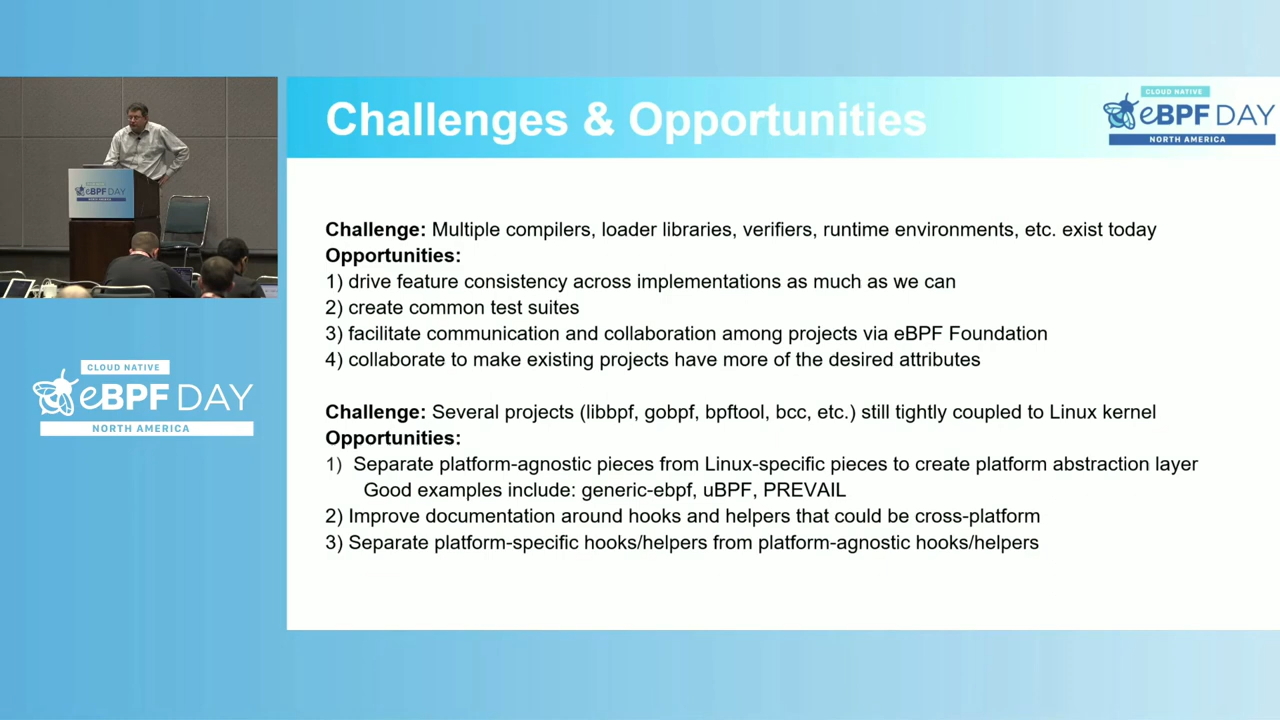 Challenges & Opportunities
CLOUD NATIVE
eBPF DAY
NORTH AMERICA
eBPF DAY
Challenge: Multiple compilers, loader libraries, verifiers, runtime environments, etc. exist today
Opportunities:
1) drive feature consistency across implementations as much as we can
2) create common test suites
3) facilitate communication and collaboration among projects via eBPF Foundation
4) collaborate to make existing projects have more of the desired attributes
Challenge: Several projects (libbpf, gobpf, bpftool, bcc, etc.) still tightly coupled to Linux kernel
Opportunities:
1) Separate platform-agnostic pieces from Linux-specific pieces to create platform abstraction layer
Good examples include: generic-ebpf, uBPF, PREVAIL
2) Improve documentation around hooks and helpers that could be cross-platform
3) Separate platform-specific hooks/helpers from platform-agnostic hooks/helpers
CLOUD NATIVE
eBPF DAY
NORTH AMERICA